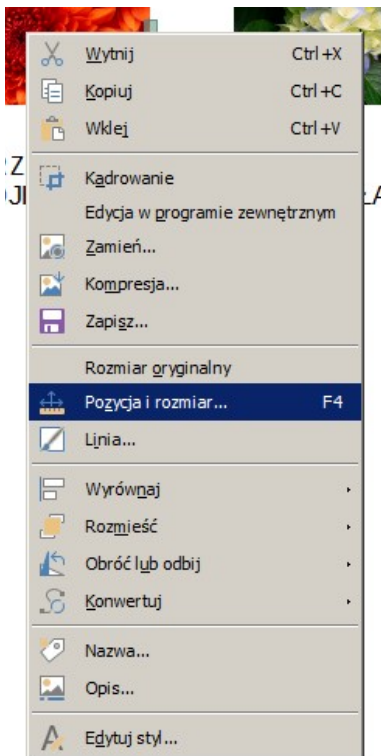 Wytnij Ctrl+X
Kopiuj Ctrl+C
Wklej Ctrl+V
Kadrowanie
Edycja w programie zewnętrznym
Zamień...
Kompresja...
Zapisz...
Rozmiar oryginalny
Pozycja i rozmiar... F4
Linia...
Wyrównaj
Rozmieść
Obróć lub odbij
Konwertuj
Nazwa...
Opis...
Edytuj styl...